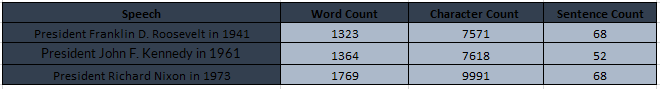 Speech Word Count Character Count Sentence Count
President Franklin D. Roosevelt in 1941 1323 7571 68
President John F. Kennedy in 1961 1364 7618 52
President Richard Nixon in 1973 1769 9991 68